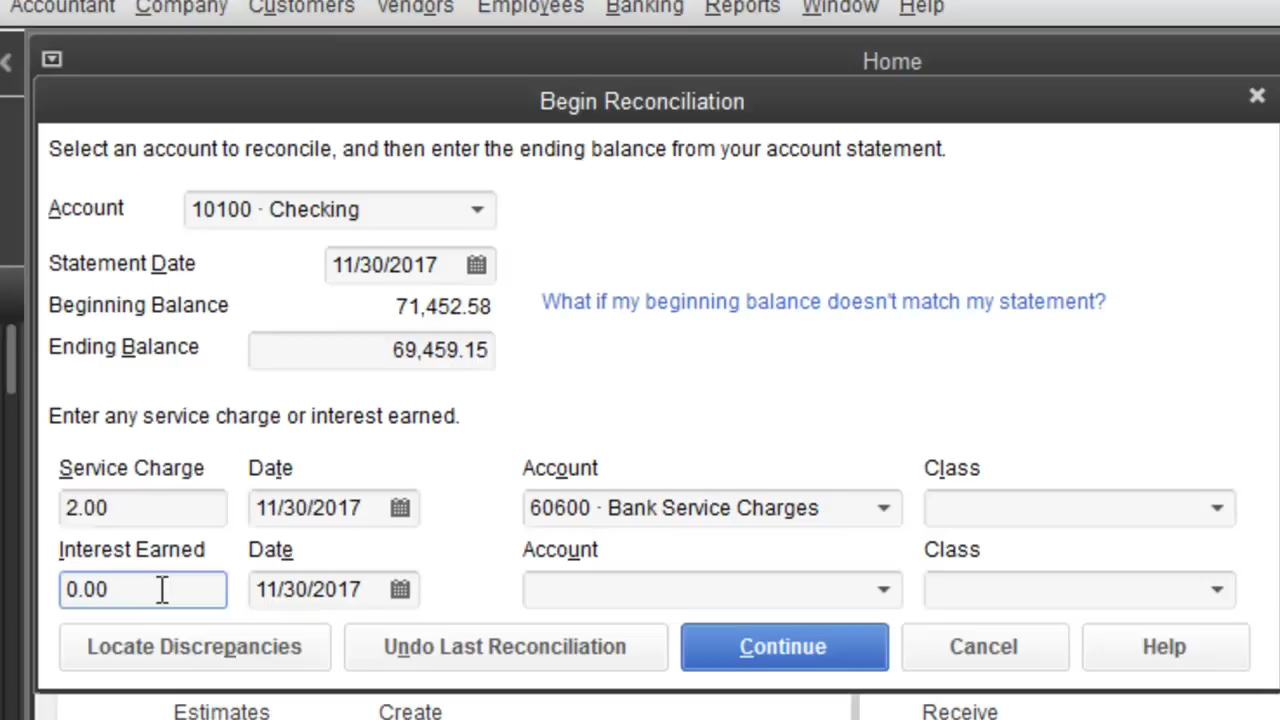 Accountant Company Customers Vendors Employees Banking Reports Window Help
Home
Begin Reconciliation
Select an account to reconcile, and then enter the ending balance from your account statement.
Account 10100 · Checking
Statement Date 11/30/2017
Beginning Balance 71,452.58 What if my beginning balance doesn't match my statement?
Ending Balance 69,459.15
Enter any service charge or interest earned.
Service Charge Date Account Class
2.00 11/30/2017 60600 · Bank Service Charges
Interest Earned Date Account Class
0.00 11/30/2017
Locate Discrepancies Undo Last Reconciliation Continue Cancel Help
Estimates Create Receive